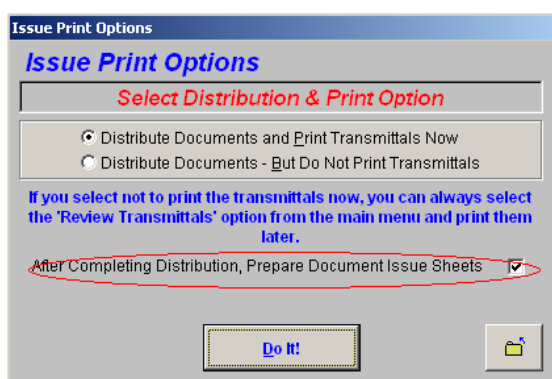 Issue Print Options
Issue Print Options
Select Distribution & Print Option
Distribute Documents and Print Transmittals Now
Distribute Documents - But Do Not Print Transmittals
If you select not to print the transmittals now, you can always select
the 'Review Transmittals' option from the main menu and print them
later.
After Completing Distribution, Prepare Document Issue Sheets
Do It!